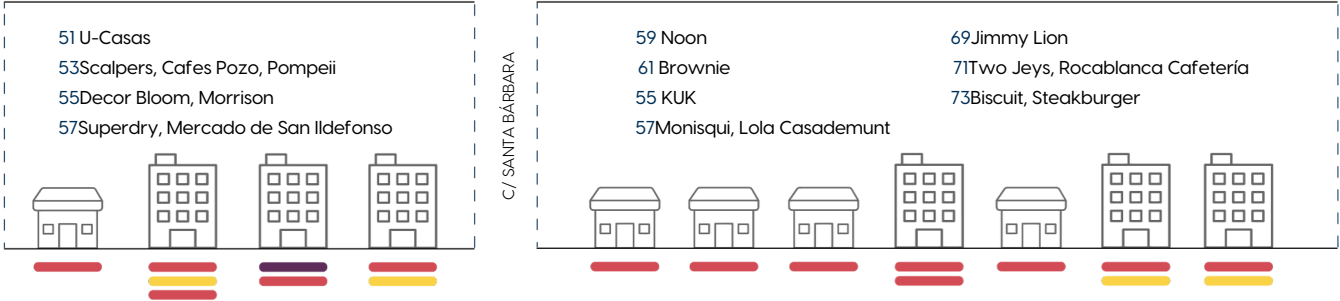 51 U-Casas
53Scalpers, Cafes Pozo, Pompeii
55Decor Bloom, Morrison
57Superdry, Mercado de San Ildefonso
C/ SANTA BÁRBARA
59 Noon
61 Brownie
55 KUK
57Monisqui, Lola Casademunt
69Jimmy Lion
71Two Jeys, Rocablanca Cafetería
73Biscuit, Steakburger